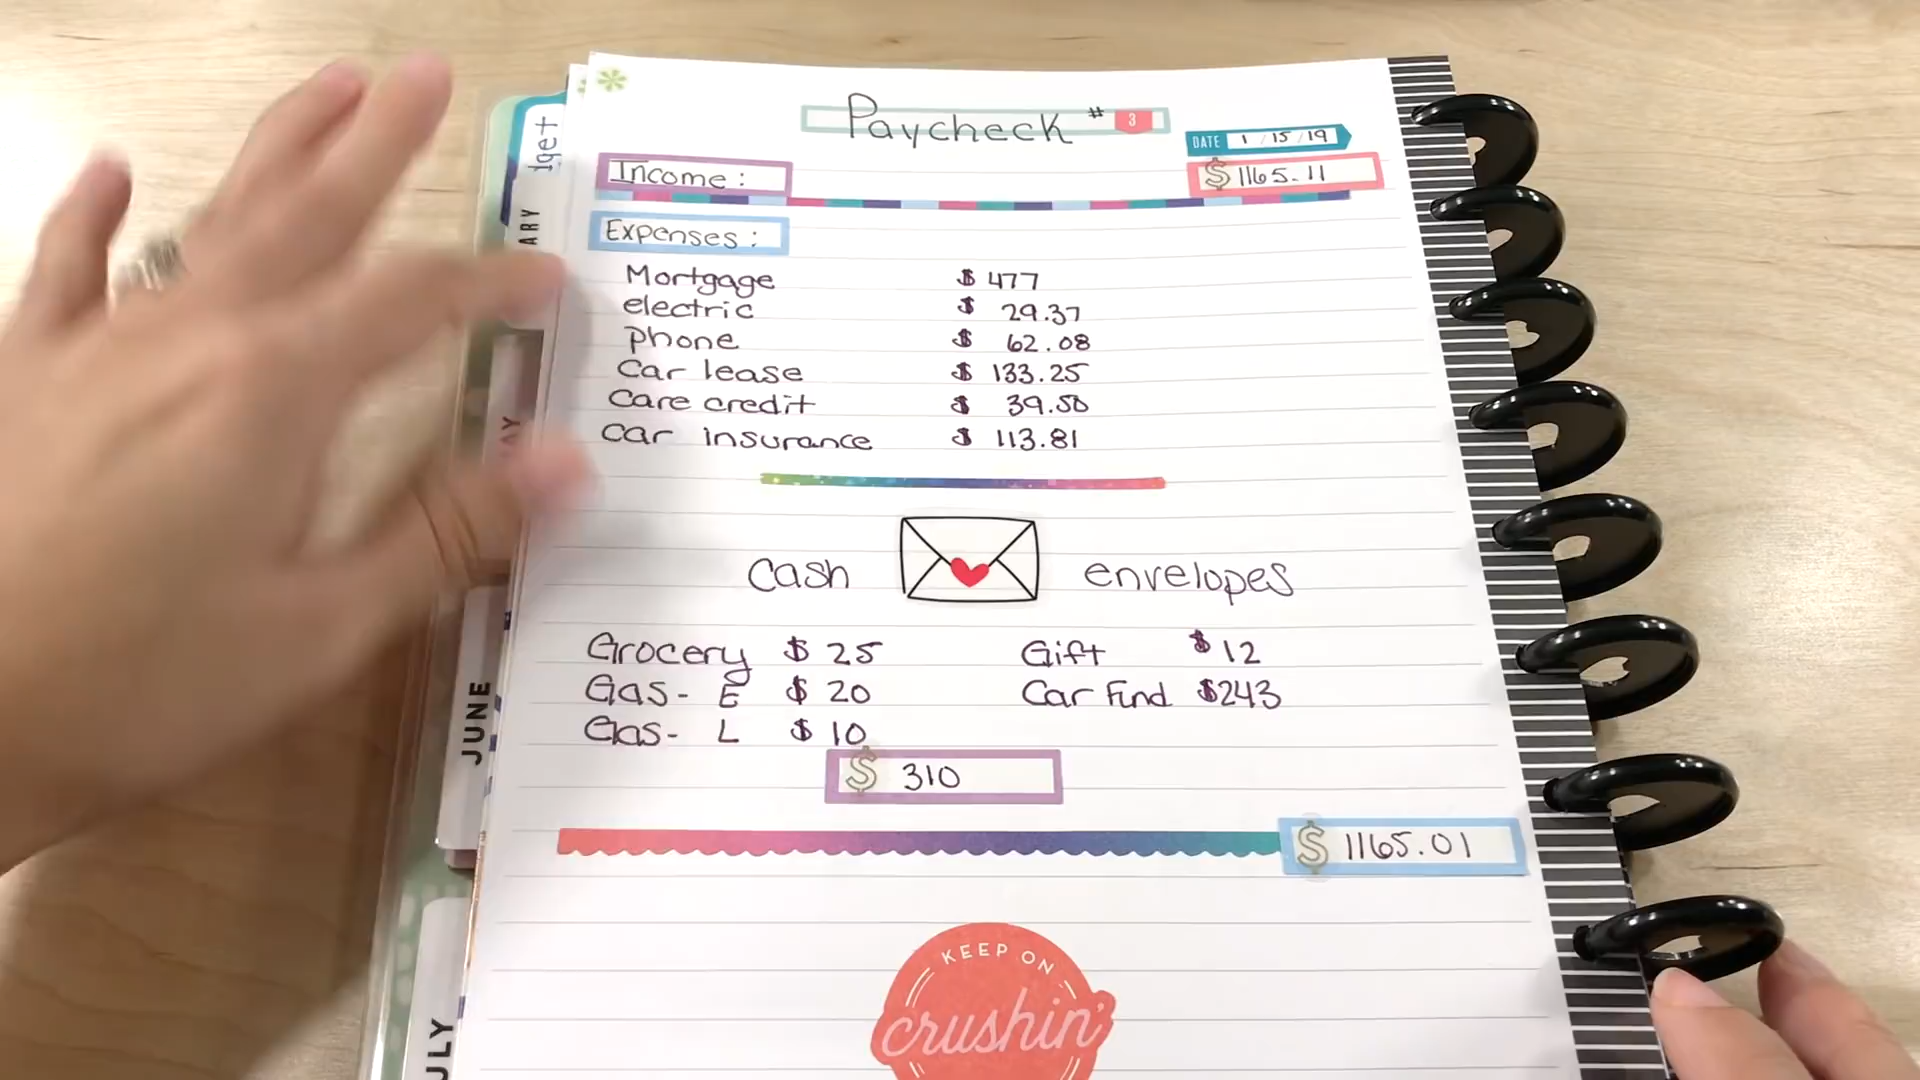 Paycheck # 3
DATE 1 / 15 / 19
Income : $ 1165.11
Expenses :
Mortgage $ 477
electric $ 29.37
phone $ 62.08
Car lease $ 133.25
Care credit $ 39.50
Car insurance $ 113.81
Cash envelopes
Grocery $ 25 Gift $ 12
Gas- E $ 20 Car Fund $243
Gas- L $ 10
$ 310
$ 1165.01
KEEP ON
crushin'
JUNE